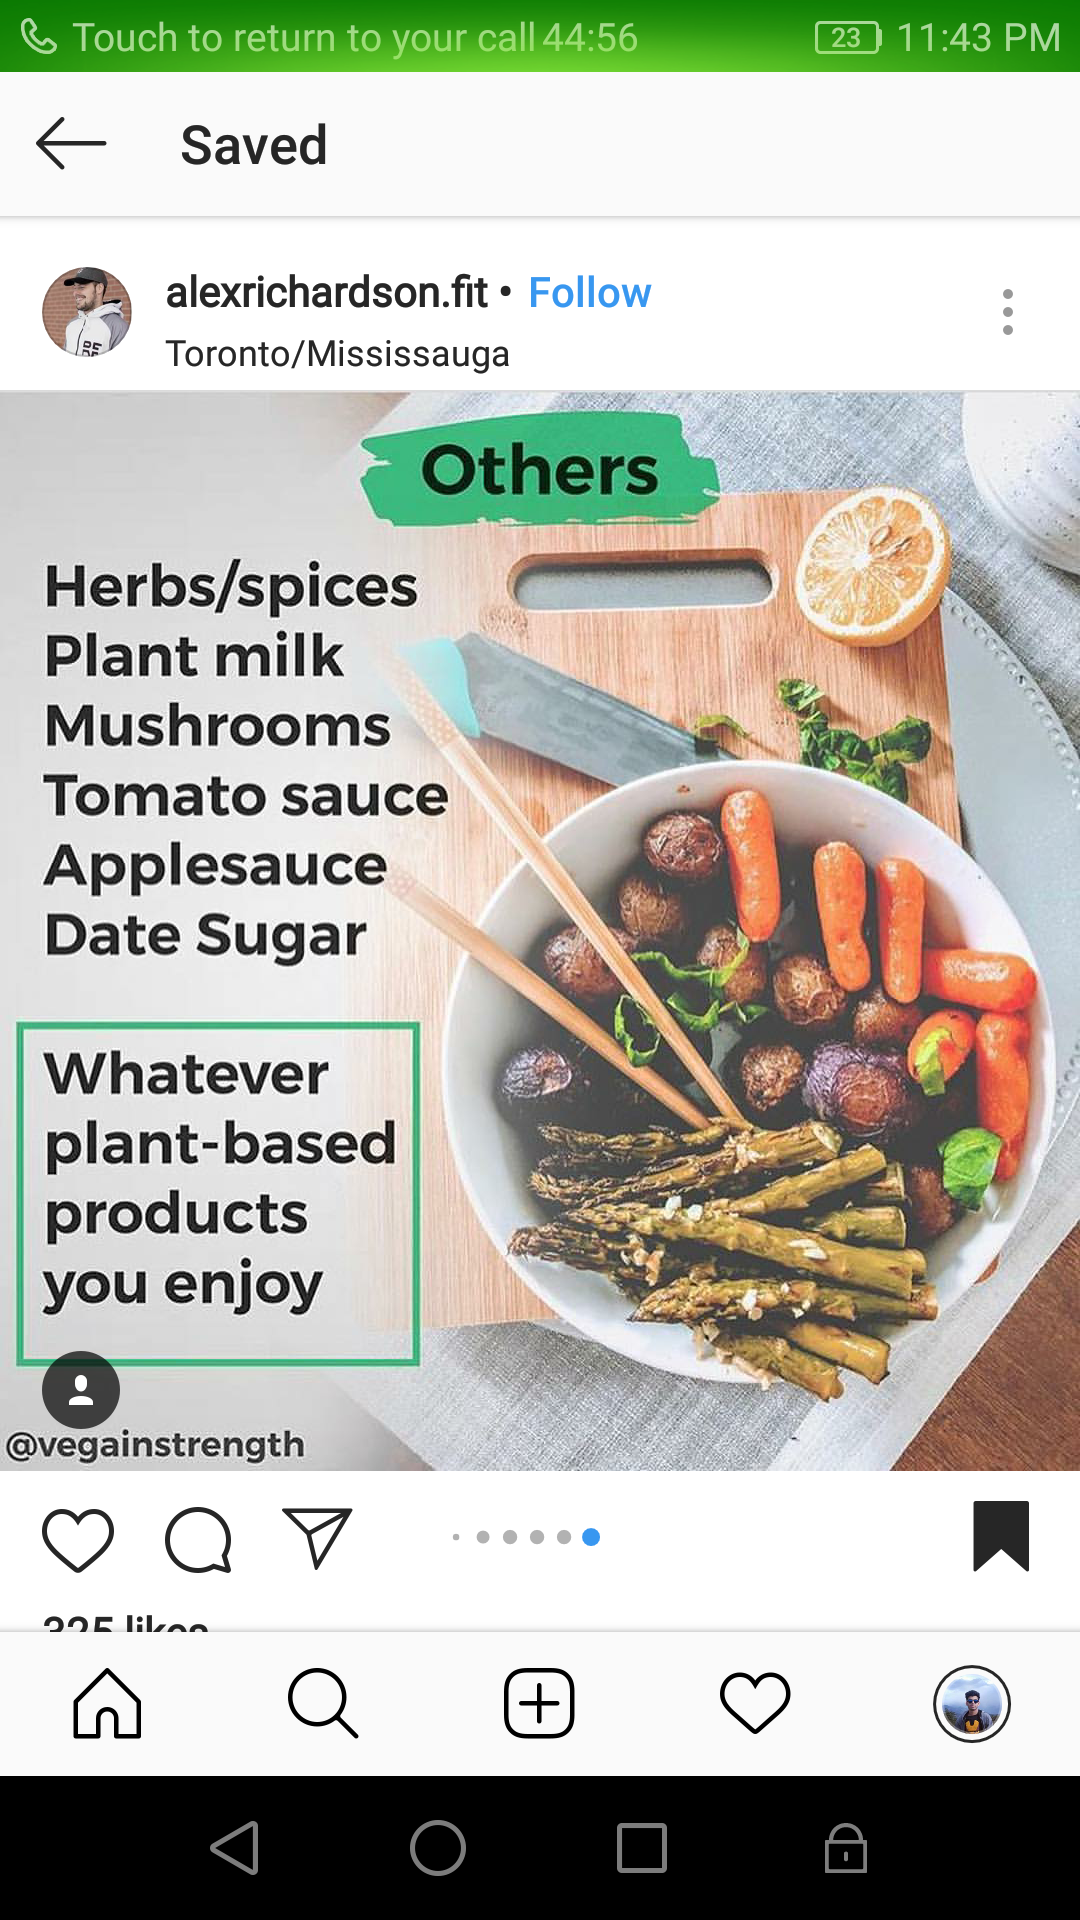 Touch to return to your call 44:56 23 11:43 PM
Saved
alexrichardson.fit • Follow
Toronto/Mississauga
Others
Herbs/spices
Plant milk
Mushrooms
Tomato sauce
Applesauce
Date Sugar
Whatever
plant-based
products
you enjoy
@vegainstrength
325 likes